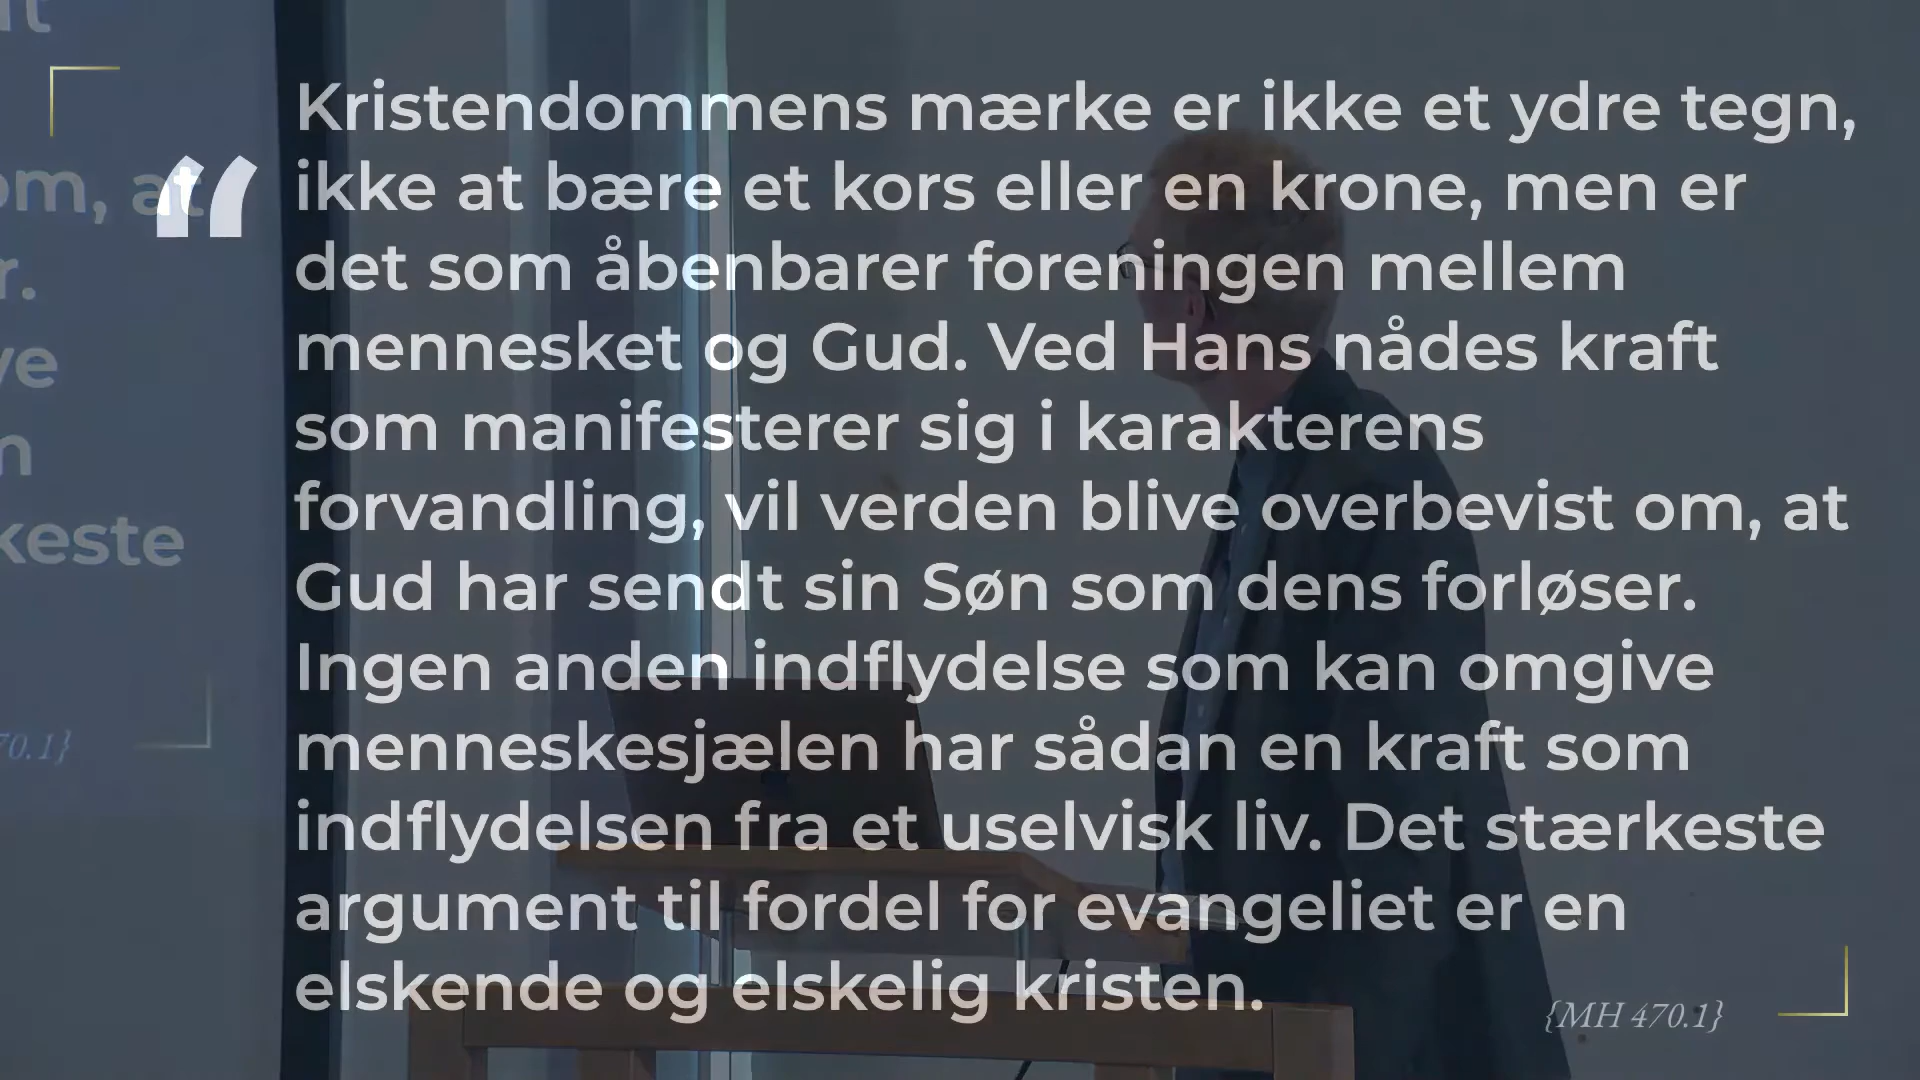 Kristendommens mærke er ikke et ydre tegn,
ikke at bære et kors eller en krone, men er
det som åbenbarer foreningen mellem
mennesket og Gud. Ved Hans nådes kraft
som manifesterer sig i karakterens
forvandling, vil verden blive overbevist om, at
Gud har sendt sin Søn som dens forløser.
Ingen anden indflydelse som kan omgive
menneskesjælen har sådan en kraft som
indflydelsen fra et uselvisk liv. Det stærkeste
argument til fordel for evangeliet er en
elskende og elskelig kristen.
{MH 470.1}